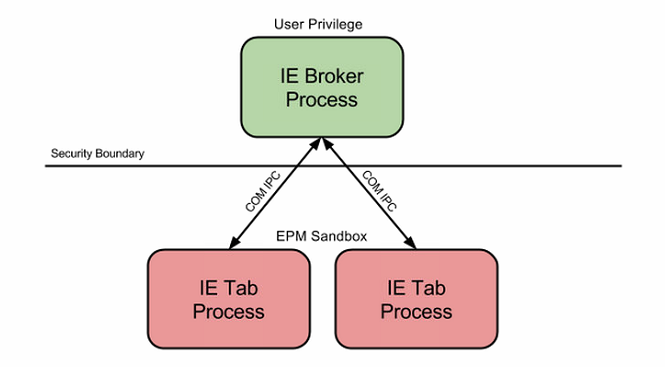 User Privilege
IE Broker
Process
Security Boundary
COM IPC
COM IPC
EPM Sandbox
IE Tab
Process
IE Tab
Process